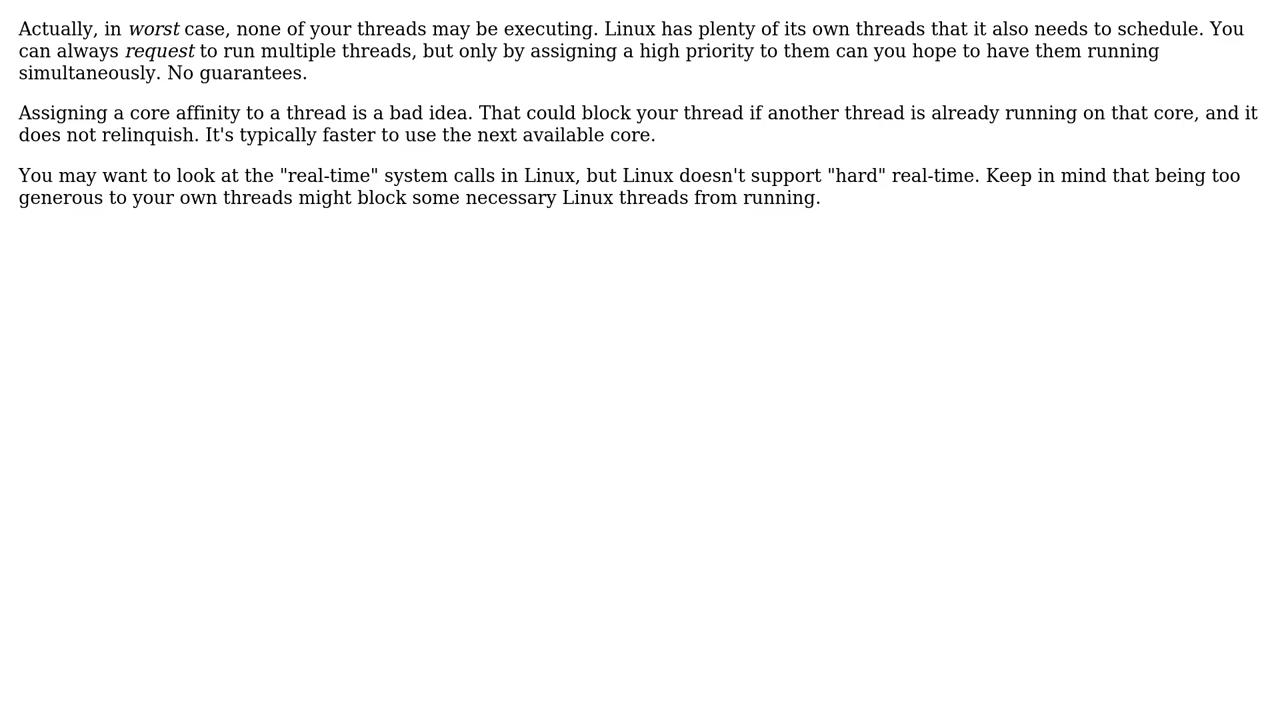 Actually, in worst case, none of your threads may be executing. Linux has plenty of its own threads that it also needs to schedule. You
can always request to run multiple threads, but only by assigning a high priority to them can you hope to have them running
simultaneously. No guarantees.
Assigning a core affinity to a thread is a bad idea. That could block your thread if another thread is already running on that core, and it
does not relinquish. It's typically faster to use the next available core.
You may want to look at the "real-time" system calls in Linux, but Linux doesn't support "hard" real-time. Keep in mind that being too
generous to your own threads might block some necessary Linux threads from running.